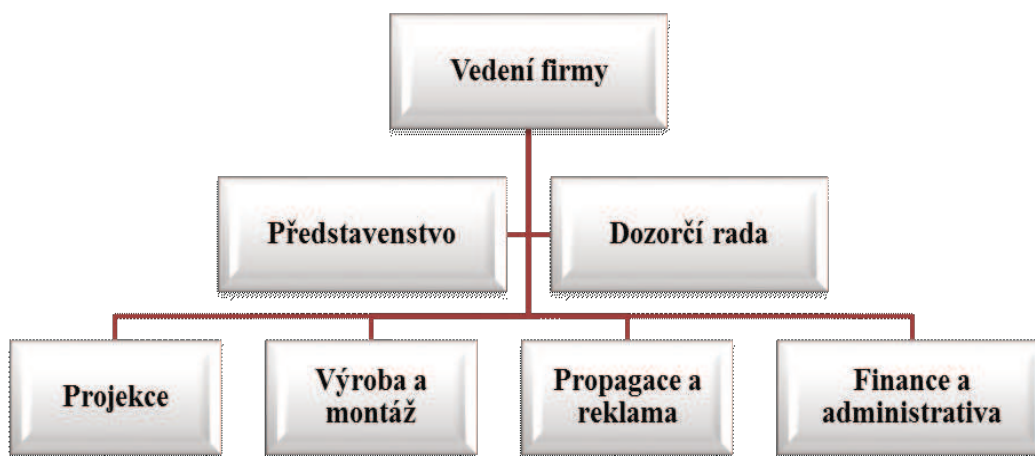 Vedení firmy
Představenstvo
Dozorčí rada
Projekce
Výroba a
montáž
Propagace a
reklama
Finance a
administrativa